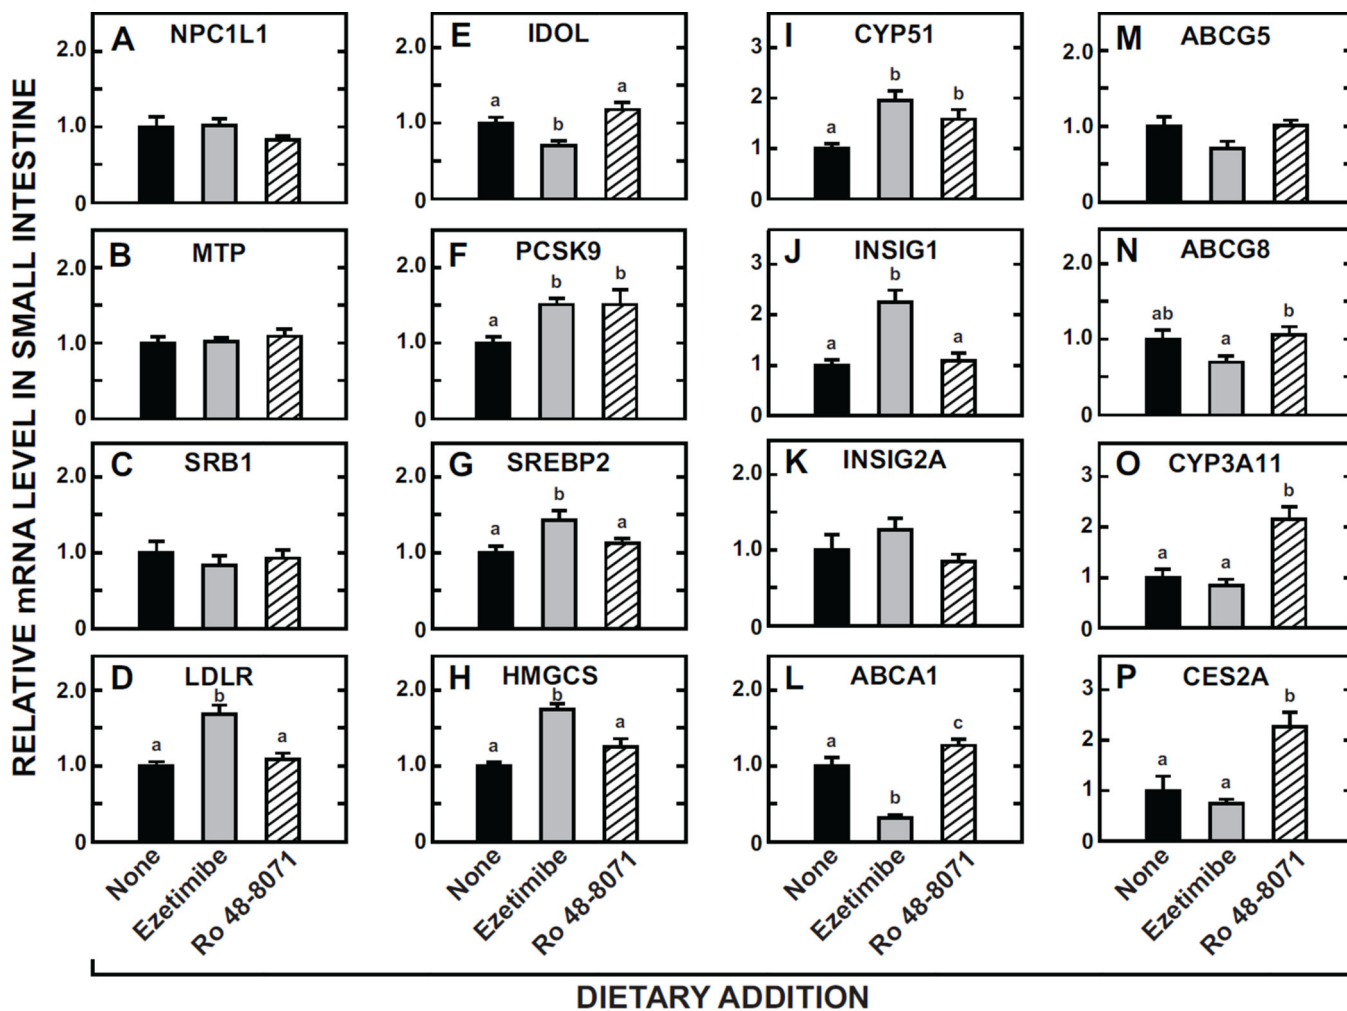 RELATIVE mRNA LEVEL IN SMALL INTESTINE
A NPC1L1
2.0
1.0
0
E IDOL
2.0
1.0
0
a
b
a
I CYP51
3
2
1
0
a
b
b
M ABCG5
2.0
1.0
0
B MTP
2.0
1.0
0
F PCSK9
2.0
1.0
0
a
b
b
J INSIG1
3
2
1
0
a
b
a
N ABCG8
2.0
1.0
0
ab
a
b
C SRB1
2.0
1.0
0
G SREBP2
2.0
1.0
0
a
b
a
K INSIG2A
2.0
1.0
0
O CYP3A11
3
2
1
0
a
a
b
D LDLR
2.0
1.0
0
a
b
a
H HMGCS
2.0
1.0
0
a
b
a
L ABCA1
2.0
1.0
0
a
b
c
P CES2A
3
2
1
0
a
a
b
None
Ezetimibe
Ro 48-8071
None
Ezetimibe
Ro 48-8071
None
Ezetimibe
Ro 48-8071
None
Ezetimibe
Ro 48-8071
DIETARY ADDITION